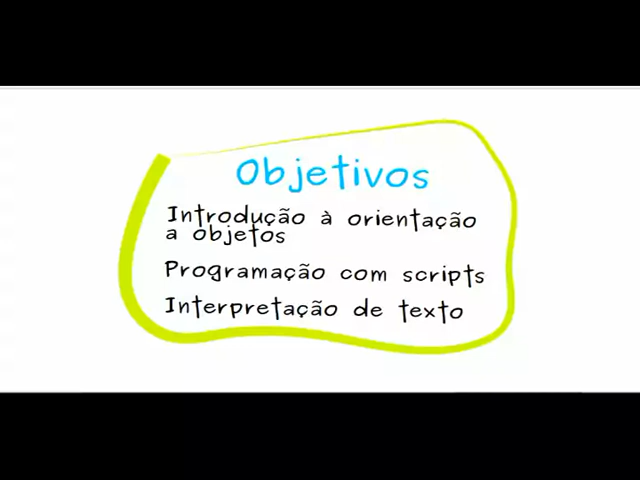 Objetivos
Introdução à orientação
a objetos
Programação com scripts
Interpretação de texto